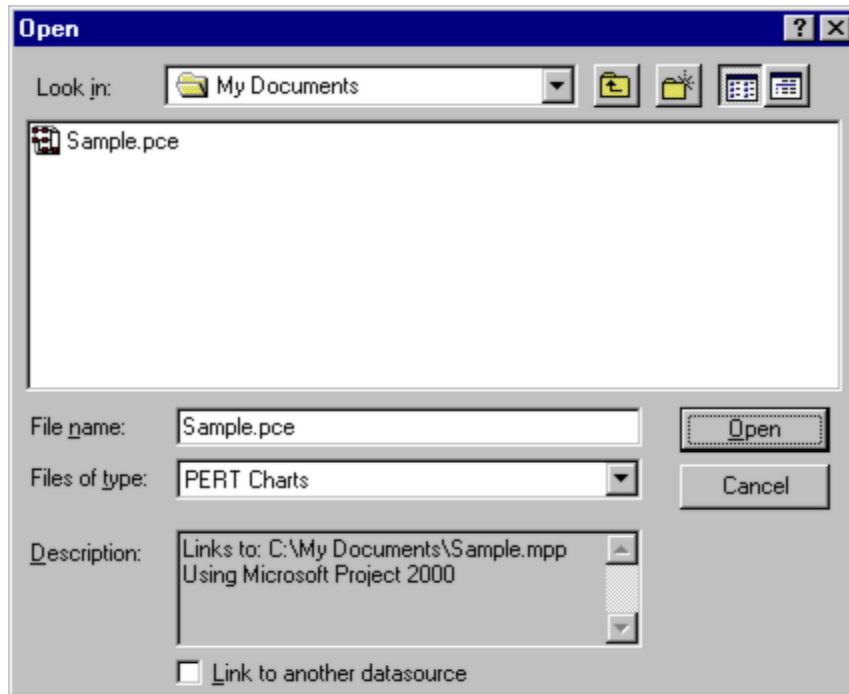 Open
Look in: My Documents
Sample.pce
File name: Sample.pce
Open
Files of type: PERT Charts
Cancel
Description: Links to: C:\My Documents\Sample.mpp
Using Microsoft Project 2000
Link to another datasource